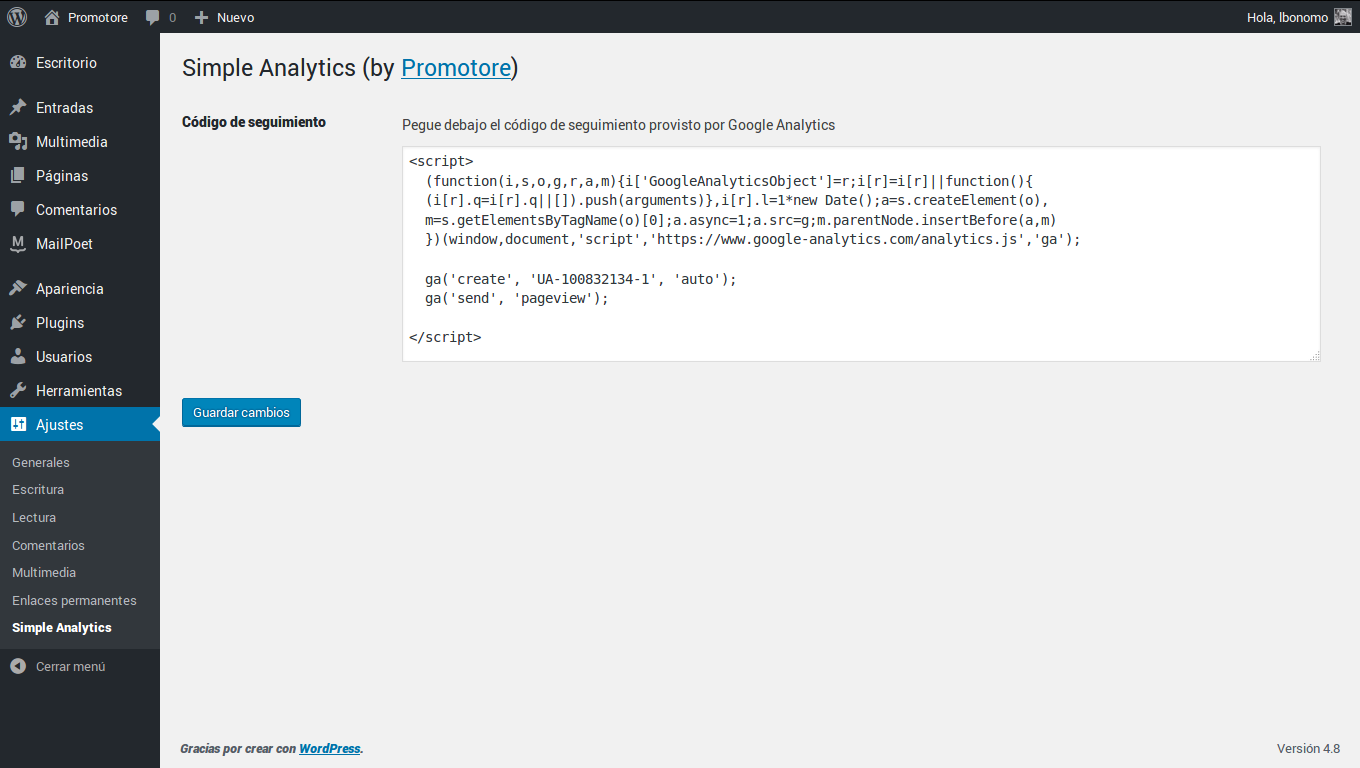 Promotore
0
Nuevo
Hola, lbonomo
Escritorio
Entradas
Multimedia
Páginas
Comentarios
MailPoet
Apariencia
Plugins
Usuarios
Herramientas
Ajustes
Generales
Escritura
Lectura
Comentarios
Multimedia
Enlaces permanentes
Simple Analytics
Cerrar menú
Simple Analytics (by Promotore)
Código de seguimiento
Pegue debajo el código de seguimiento provisto por Google Analytics
<script>
  (function(i,s,o,g,r,a,m){i['GoogleAnalyticsObject']=r;i[r]=i[r]||function(){
  (i[r].q=i[r].q||[]).push(arguments)},i[r].l=1*new Date();a=s.createElement(o),
  m=s.getElementsByTagName(o)[0];a.async=1;a.src=g;m.parentNode.insertBefore(a,m)
  })(window,document,'script','https://www.google-analytics.com/analytics.js','ga');
  ga('create', 'UA-100832134-1', 'auto');
  ga('send', 'pageview');
</script>
Guardar cambios
Gracias por crear con WordPress.
Versión 4.8